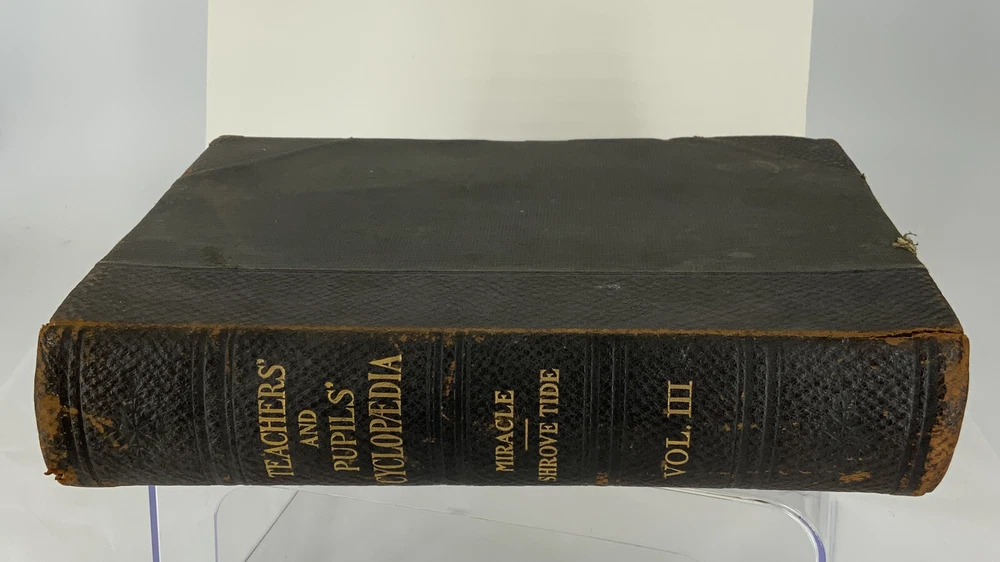 TEACHERS'
AND
PUPILS'
CYCLOPÆDIA
MIRACLE
SHROVE TIDE
VOL. III